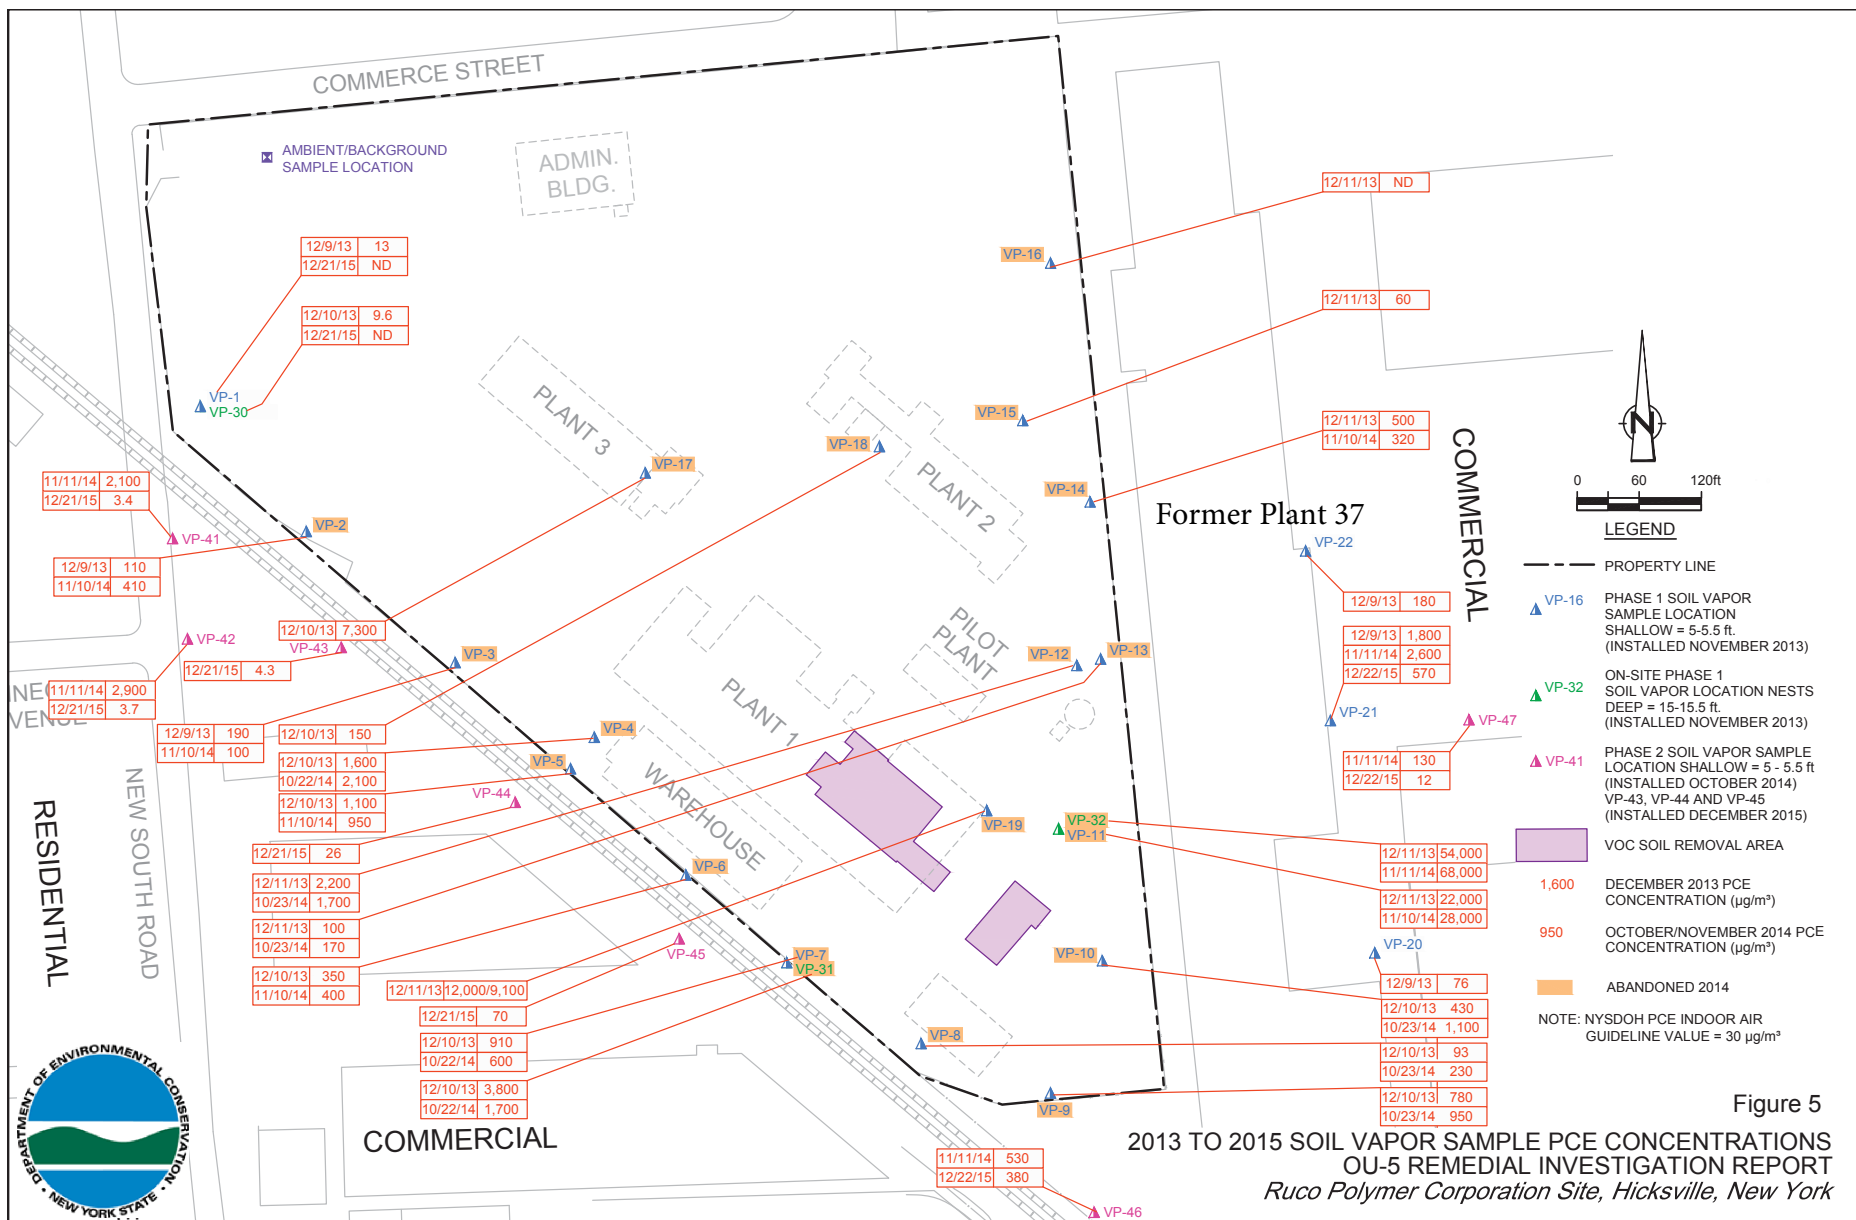 COMMERCE STREET
AMBIENT/BACKGROUND
SAMPLE LOCATION
ADMIN.
BLDG.
12/11/13 ND
VP-16
12/9/13 13
12/21/15 ND
12/10/13 9.6
12/21/15 ND
12/11/13 60
VP-1
VP-30
PLANT 3
VP-15
VP-18
12/11/13 500
11/10/14 320
VP-17
PLANT 2
VP-14
COMMERCIAL
N
0 60 120ft
11/11/14 2,100
12/21/15 3.4
VP-41
VP-2
Former Plant 37
VP-22
12/9/13 110
11/10/14 410
LEGEND
PROPERTY LINE
VP-16 PHASE 1 SOIL VAPOR
SAMPLE LOCATION
SHALLOW = 5-5.5 ft.
(INSTALLED NOVEMBER 2013)
VP-32 ON-SITE PHASE 1
SOIL VAPOR LOCATION NESTS
DEEP = 15-15.5 ft.
(INSTALLED NOVEMBER 2013)
VP-41 PHASE 2 SOIL VAPOR SAMPLE
LOCATION SHALLOW = 5 - 5.5 ft
(INSTALLED OCTOBER 2014)
VP-43, VP-44 AND VP-45
(INSTALLED DECEMBER 2015)
VOC SOIL REMOVAL AREA
1,600 DECEMBER 2013 PCE
CONCENTRATION (µg/m³)
950 OCTOBER/NOVEMBER 2014 PCE
CONCENTRATION (µg/m³)
ABANDONED 2014
NOTE: NYSDOH PCE INDOOR AIR
GUIDELINE VALUE = 30 µg/m³
12/9/13 180
12/9/13 1,800
11/11/14 2,600
12/22/15 570
VP-21
VP-47
11/11/14 130
12/22/15 12
VP-42
12/10/13 7,300
VP-43
12/21/15 4.3
VP-3
PILOT
PLANT
VP-12
VP-13
11/11/14 2,900
12/21/15 3.7
PLANT 1
12/9/13 190
11/10/14 100
12/10/13 150
VP-4
12/10/13 1,600
10/22/14 2,100
VP-5
12/10/13 1,100
11/10/14 950
VP-44
WAREHOUSE
VP-19
VP-32
VP-11
RESIDENTIAL
NEW SOUTH ROAD
12/21/15 26
VP-6
12/11/13 2,200
10/23/14 1,700
12/11/13 54,000
11/11/14 68,000
12/11/13 22,000
11/10/14 28,000
12/11/13 100
10/23/14 170
VP-45
VP-7
VP-31
VP-10
VP-20
12/10/13 350
11/10/14 400
12/11/13 12,000/9,100
12/9/13 76
12/21/15 70
12/10/13 430
10/23/14 1,100
12/10/13 910
10/22/14 600
VP-8
12/10/13 93
10/23/14 230
12/10/13 3,800
10/22/14 1,700
VP-9
12/10/13 780
10/23/14 950
COMMERCIAL
11/11/14 530
12/22/15 380
VP-46
DEPARTMENT OF ENVIRONMENTAL CONSERVATION
NEW YORK STATE
Figure 5
2013 TO 2015 SOIL VAPOR SAMPLE PCE CONCENTRATIONS
OU-5 REMEDIAL INVESTIGATION REPORT
Ruco Polymer Corporation Site, Hicksville, New York